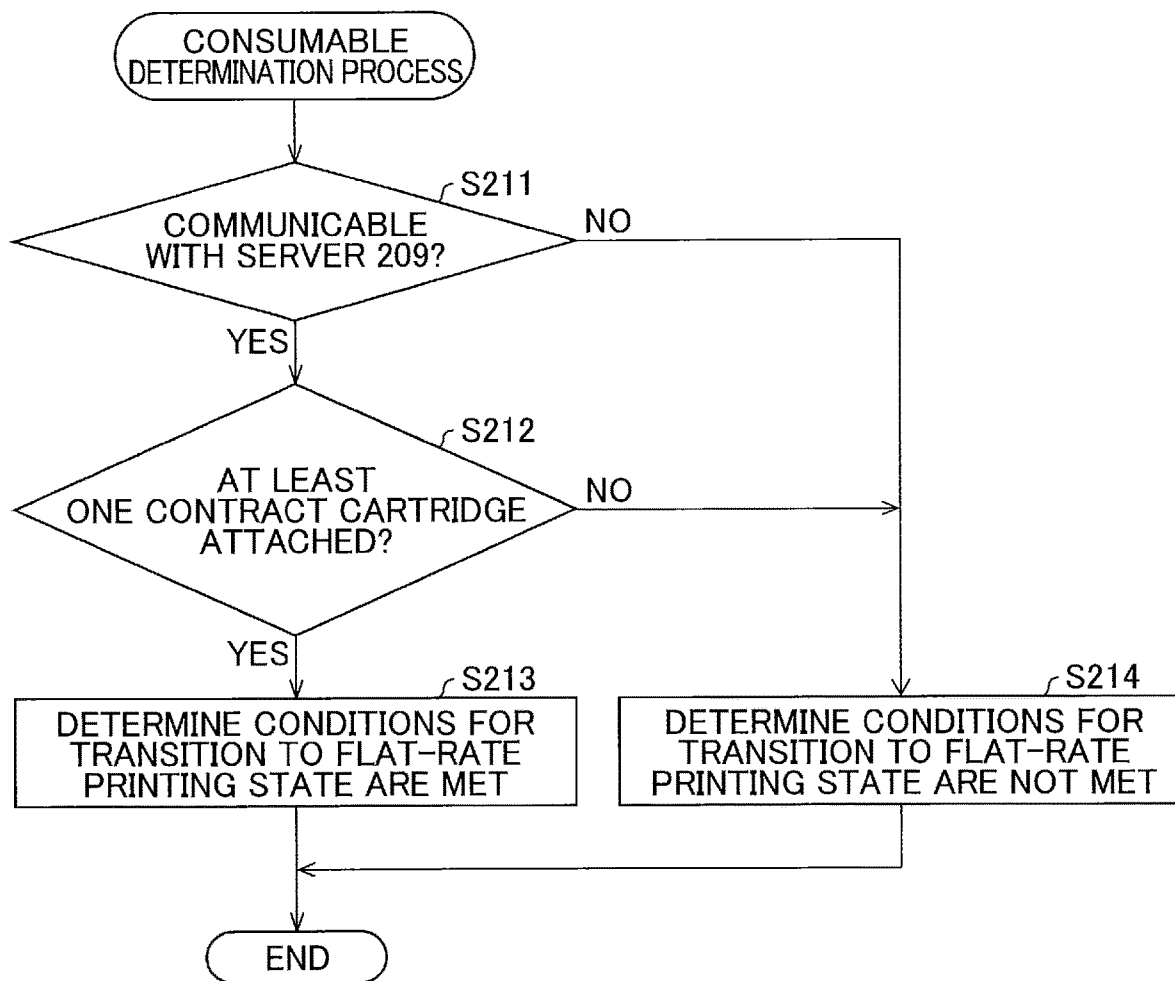 CONSUMABLE
DETERMINATION PROCESS
S211
COMMUNICABLE
WITH SERVER 209?
NO
YES
S212
AT LEAST
ONE CONTRACT CARTRIDGE
ATTACHED?
NO
YES
S213
DETERMINE CONDITIONS FOR
TRANSITION TO FLAT-RATE
PRINTING STATE ARE MET
S214
DETERMINE CONDITIONS FOR
TRANSITION TO FLAT-RATE
PRINTING STATE ARE NOT MET
END